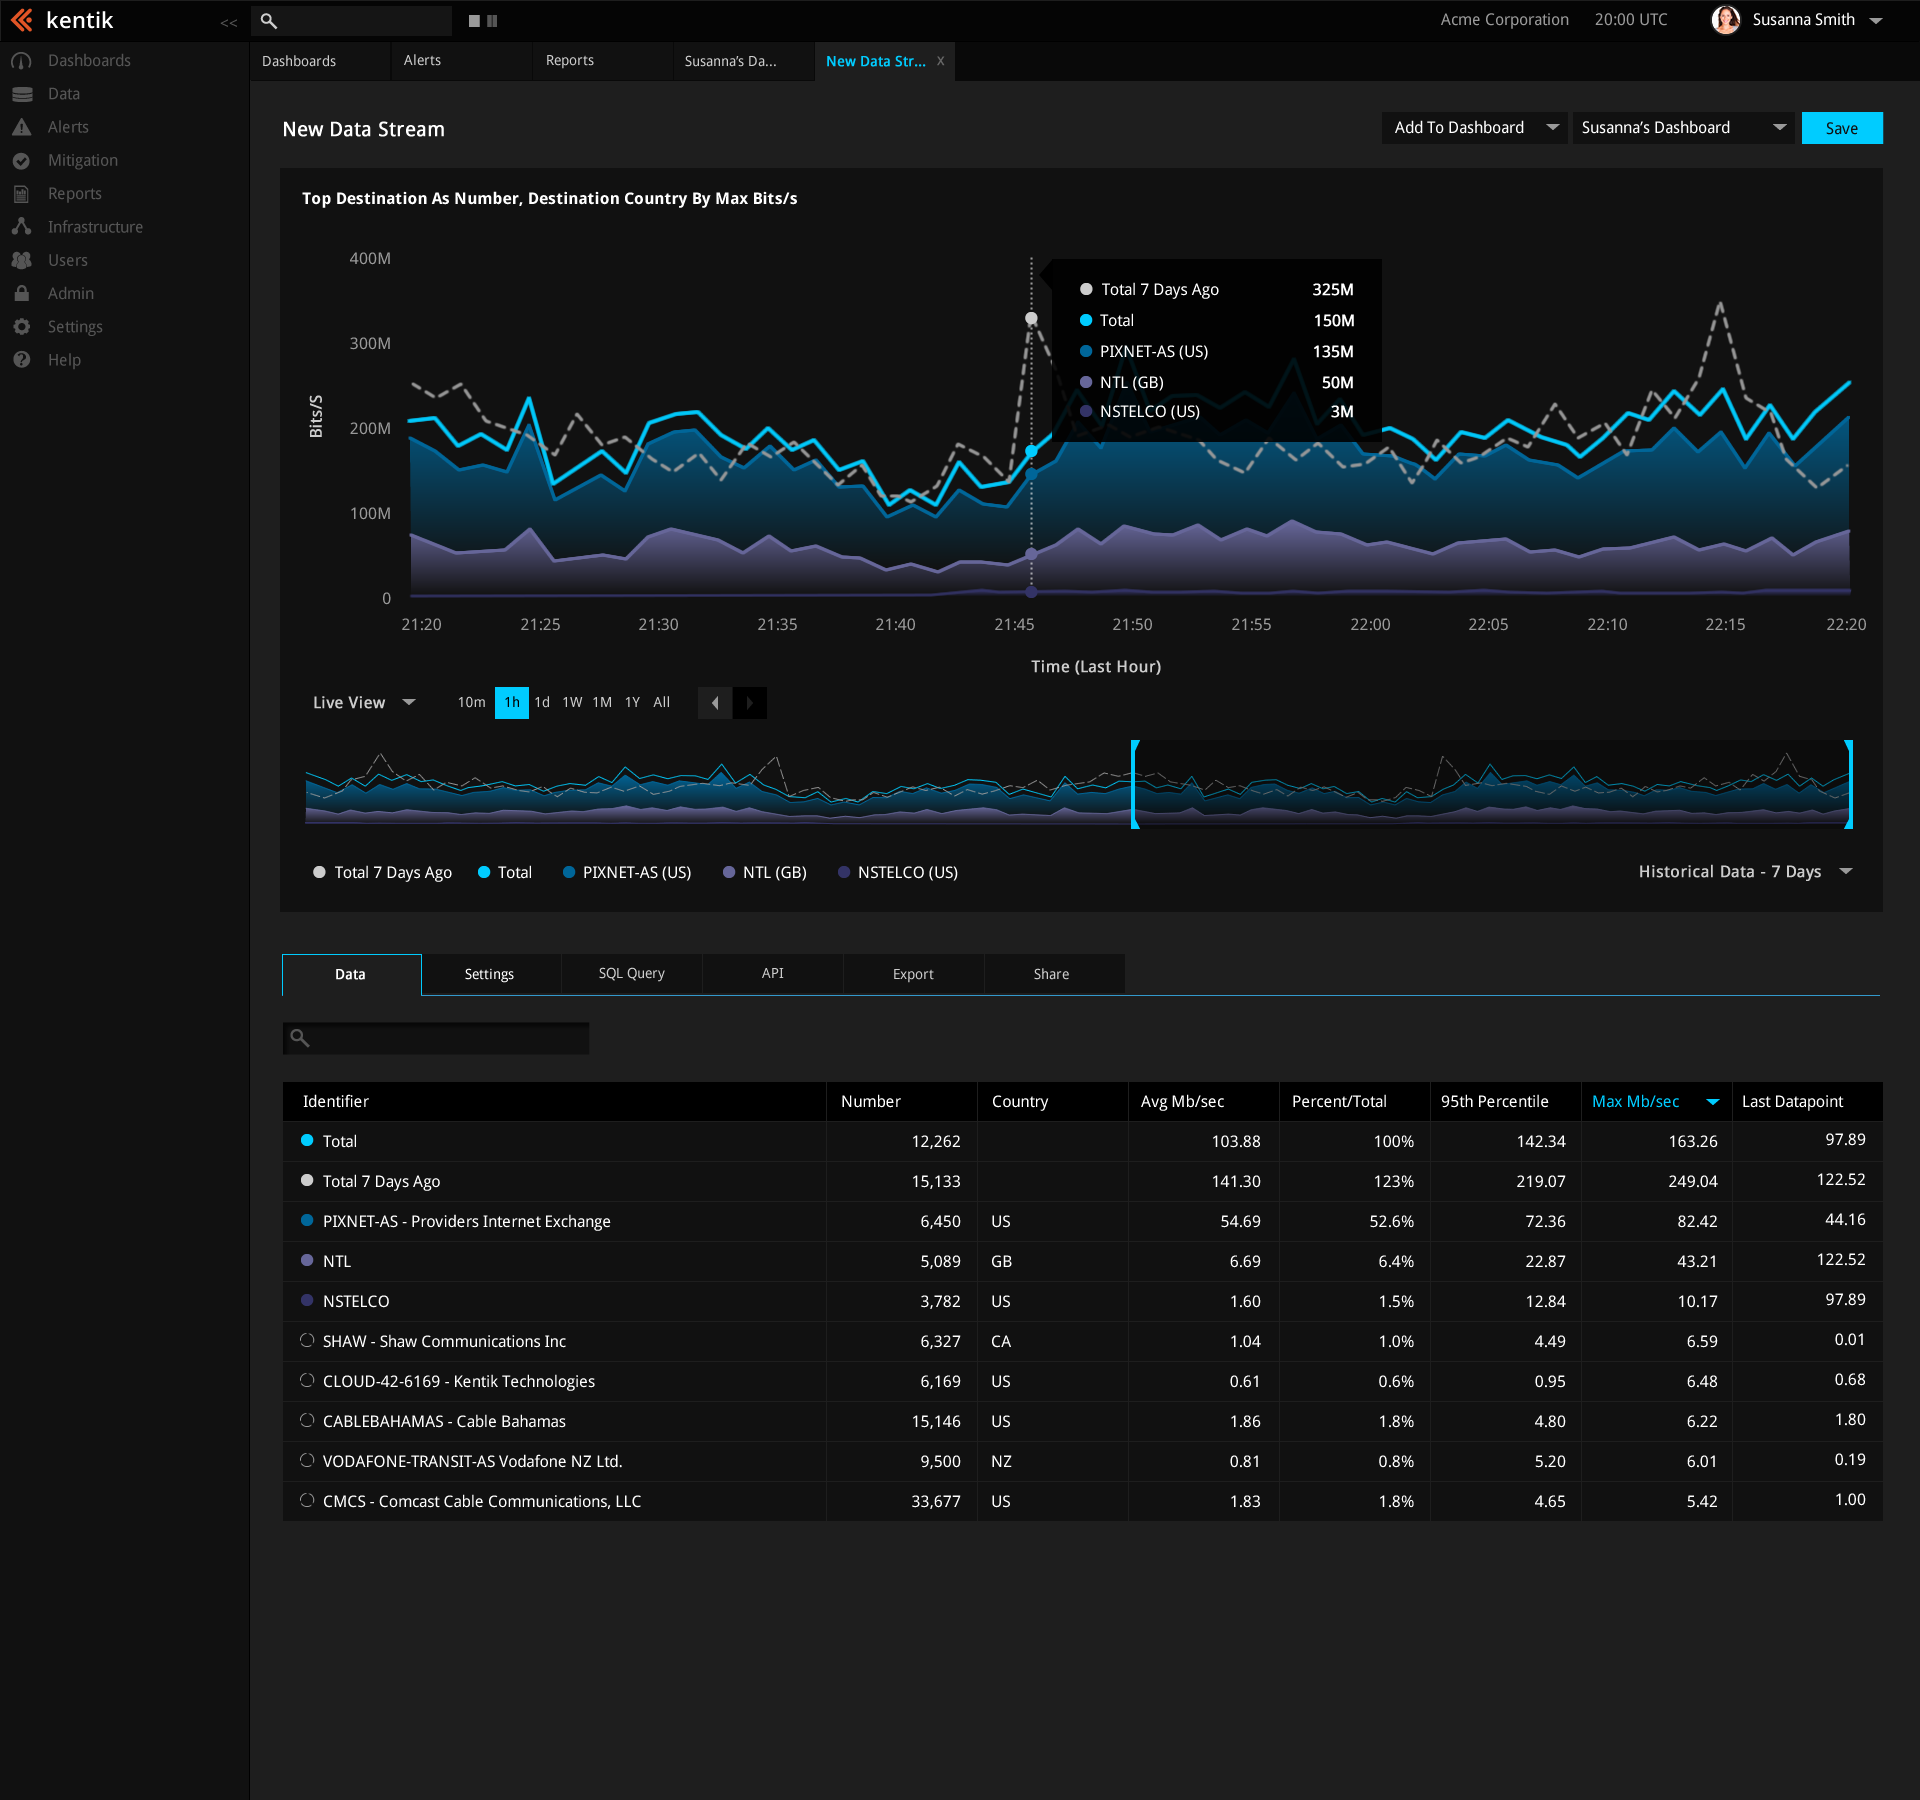 kentik
<<
Acme Corporation 20:00 UTC Susanna Smith
Dashboards
Data
Alerts
Mitigation
Reports
Infrastructure
Users
Admin
Settings
Help
Dashboards Alerts Reports Susanna’s Da... New Data Str... X
New Data Stream
Add To Dashboard Susanna’s Dashboard Save
Top Destination As Number, Destination Country By Max Bits/s
Bits/S
400M
300M
200M
100M
0
Total 7 Days Ago 325M
Total 150M
PIXNET-AS (US) 135M
NTL (GB) 50M
NSTELCO (US) 3M
21:20 21:25 21:30 21:35 21:40 21:45 21:50 21:55 22:00 22:05 22:10 22:15 22:20
Time (Last Hour)
Live View 10m 1h 1d 1W 1M 1Y All
Total 7 Days Ago Total PIXNET-AS (US) NTL (GB) NSTELCO (US) Historical Data - 7 Days
Data Settings SQL Query API Export Share
Identifier Number Country Avg Mb/sec Percent/Total 95th Percentile Max Mb/sec Last Datapoint
Total 12,262 103.88 100% 142.34 163.26 97.89
Total 7 Days Ago 15,133 141.30 123% 219.07 249.04 122.52
PIXNET-AS - Providers Internet Exchange 6,450 US 54.69 52.6% 72.36 82.42 44.16
NTL 5,089 GB 6.69 6.4% 22.87 43.21 122.52
NSTELCO 3,782 US 1.60 1.5% 12.84 10.17 97.89
SHAW - Shaw Communications Inc 6,327 CA 1.04 1.0% 4.49 6.59 0.01
CLOUD-42-6169 - Kentik Technologies 6,169 US 0.61 0.6% 0.95 6.48 0.68
CABLEBAHAMAS - Cable Bahamas 15,146 US 1.86 1.8% 4.80 6.22 1.80
VODAFONE-TRANSIT-AS Vodafone NZ Ltd. 9,500 NZ 0.81 0.8% 5.20 6.01 0.19
CMCS - Comcast Cable Communications, LLC 33,677 US 1.83 1.8% 4.65 5.42 1.00